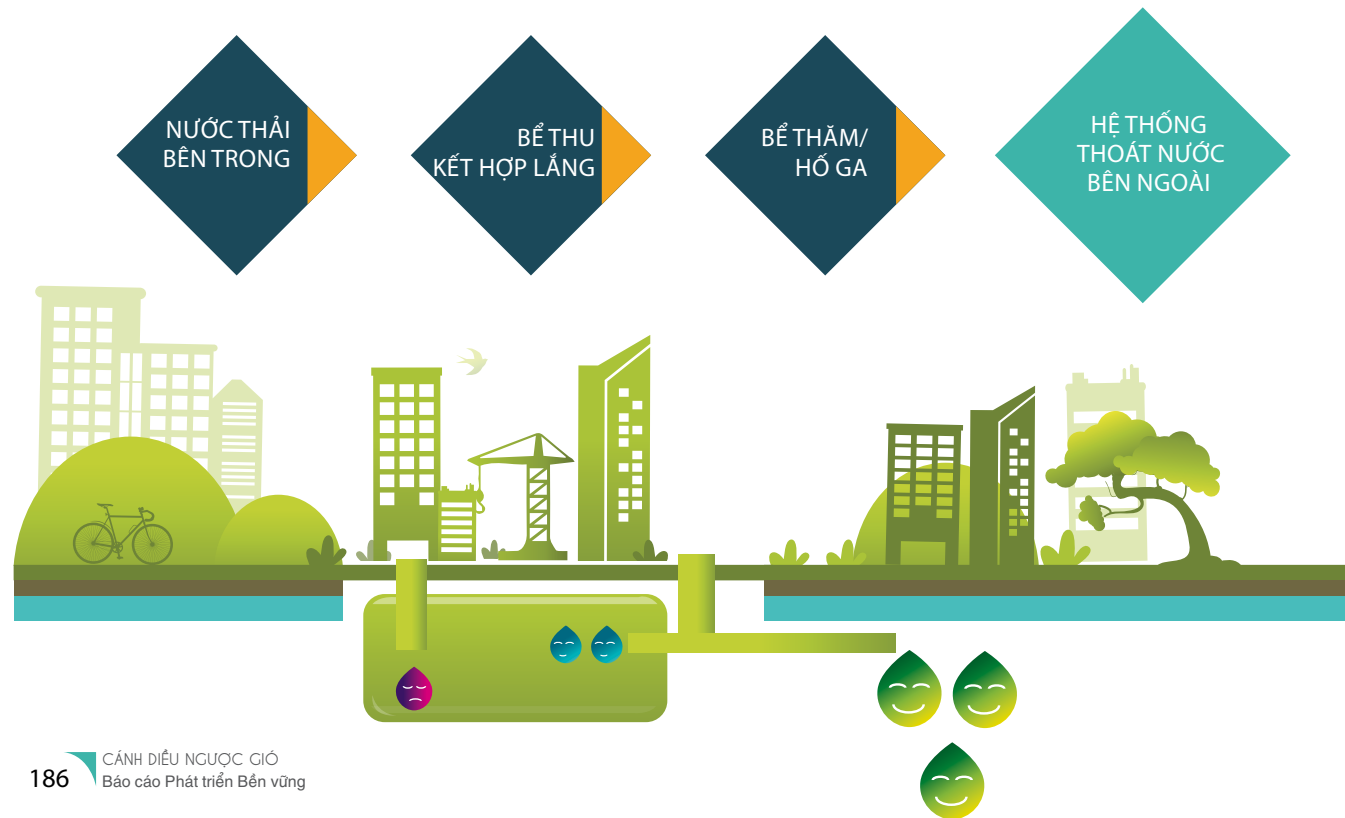 NƯỚC THẢI
BÊN TRONG
BỂ THU
KẾT HỢP LẮNG
BỂ THĂM/
HỐ GA
HỆ THỐNG
THOÁT NƯỚC
BÊN NGOÀI
186
CÁNH DIỀU NGƯỢC GIÓ
Báo cáo Phát triển Bền vững